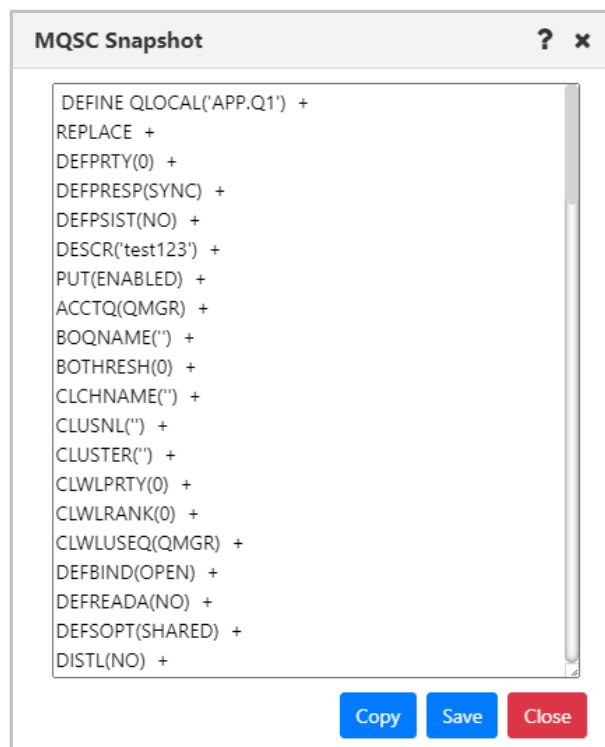 MQSC Snapshot ? ×
DEFINE QLOCAL('APP.Q1') +
REPLACE +
DEFPRTY(0) +
DEFPRESP(SYNC) +
DEFPSIST(NO) +
DESCR('test123') +
PUT(ENABLED) +
ACCTQ(QMGR) +
BOQNAME('') +
BOTHRESH(0) +
CLCHNAME('') +
CLUSNL('') +
CLUSTER('') +
CLWLPRTY(0) +
CLWLRANK(0) +
CLWLUSEQ(QMGR) +
DEFBIND(OPEN) +
DEFREADA(NO) +
DEFSOPT(SHARED) +
DISTL(NO) +
Copy Save Close